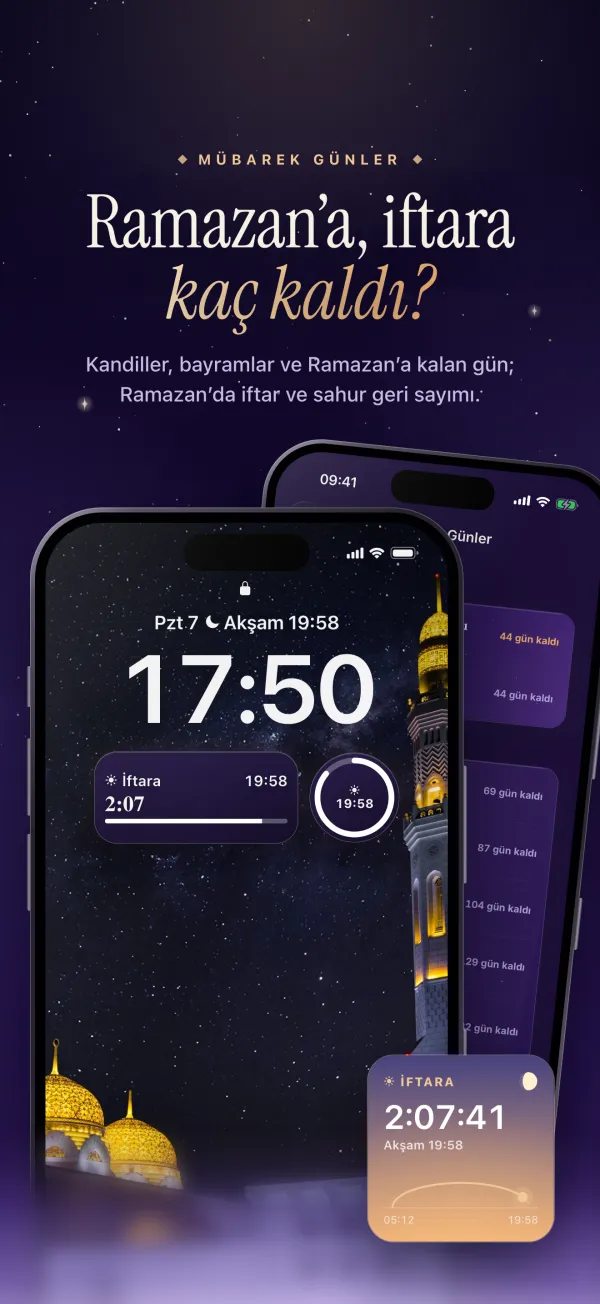 MÜBAREK GÜNLER
Ramazan’a, iftara
kaç kaldı?
Kandiller, bayramlar ve Ramazan’a kalan gün;
Ramazan’da iftar ve sahur geri sayımı.
09:41
Günler
44 gün kaldı
44 gün kaldı
69 gün kaldı
87 gün kaldı
104 gün kaldı
gün kaldı
gün kaldı
Pzt 7 Akşam 19:58
17:50
İftara 19:58
2:07
19:58
İFTARA
2:07:41
Akşam 19:58
05:12 19:58